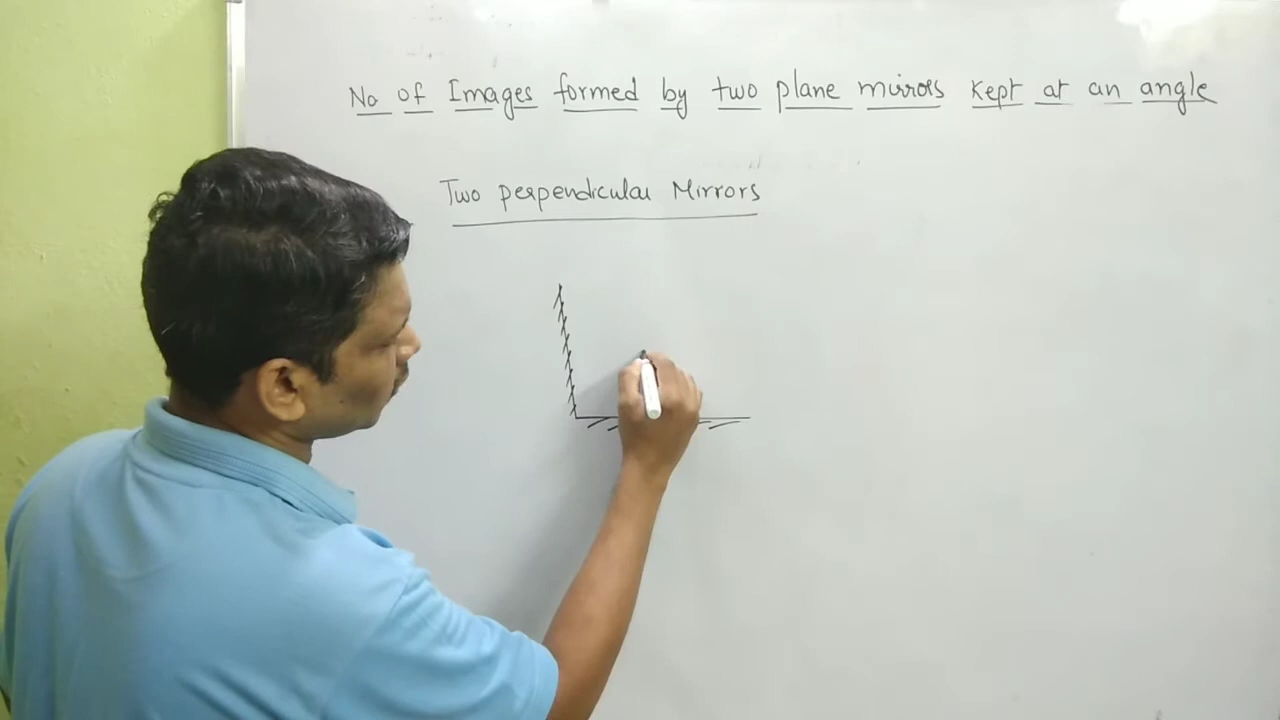 No of Images formed by two plane mirrors kept at an angle
Two perpendicular Mirrors